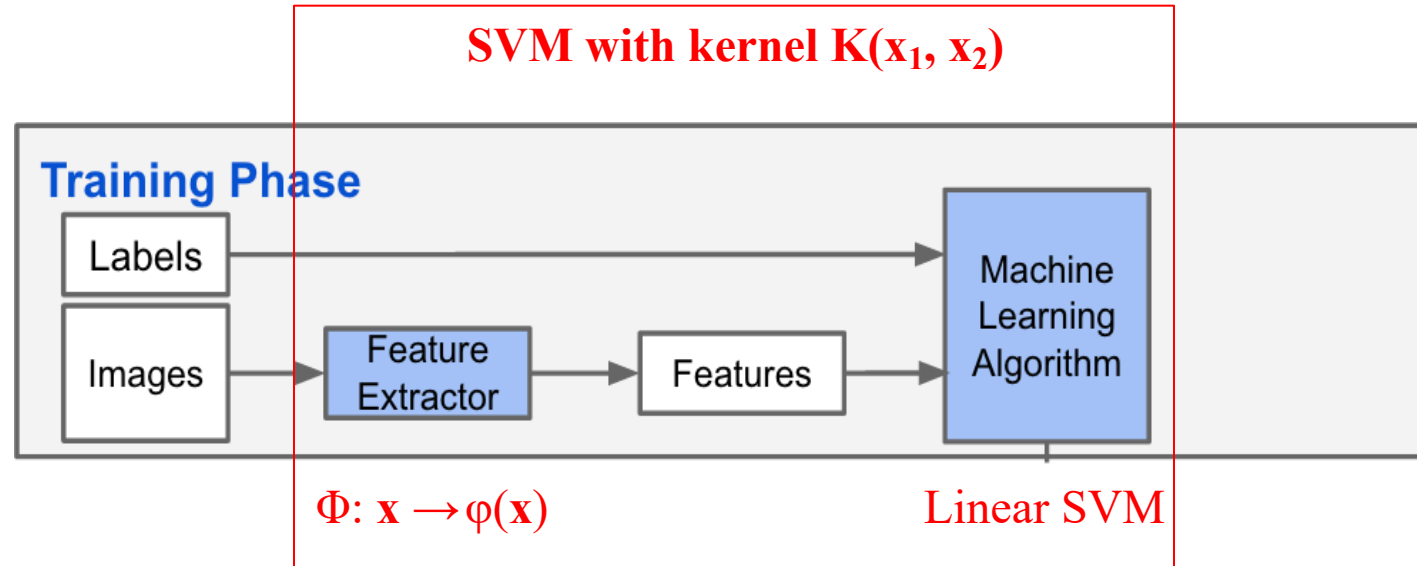 SVM with kernel K(x₁, x₂)
Training Phase
Labels
Images
Feature
Extractor
Features
Machine
Learning
Algorithm
Φ: x → φ(x)
Linear SVM